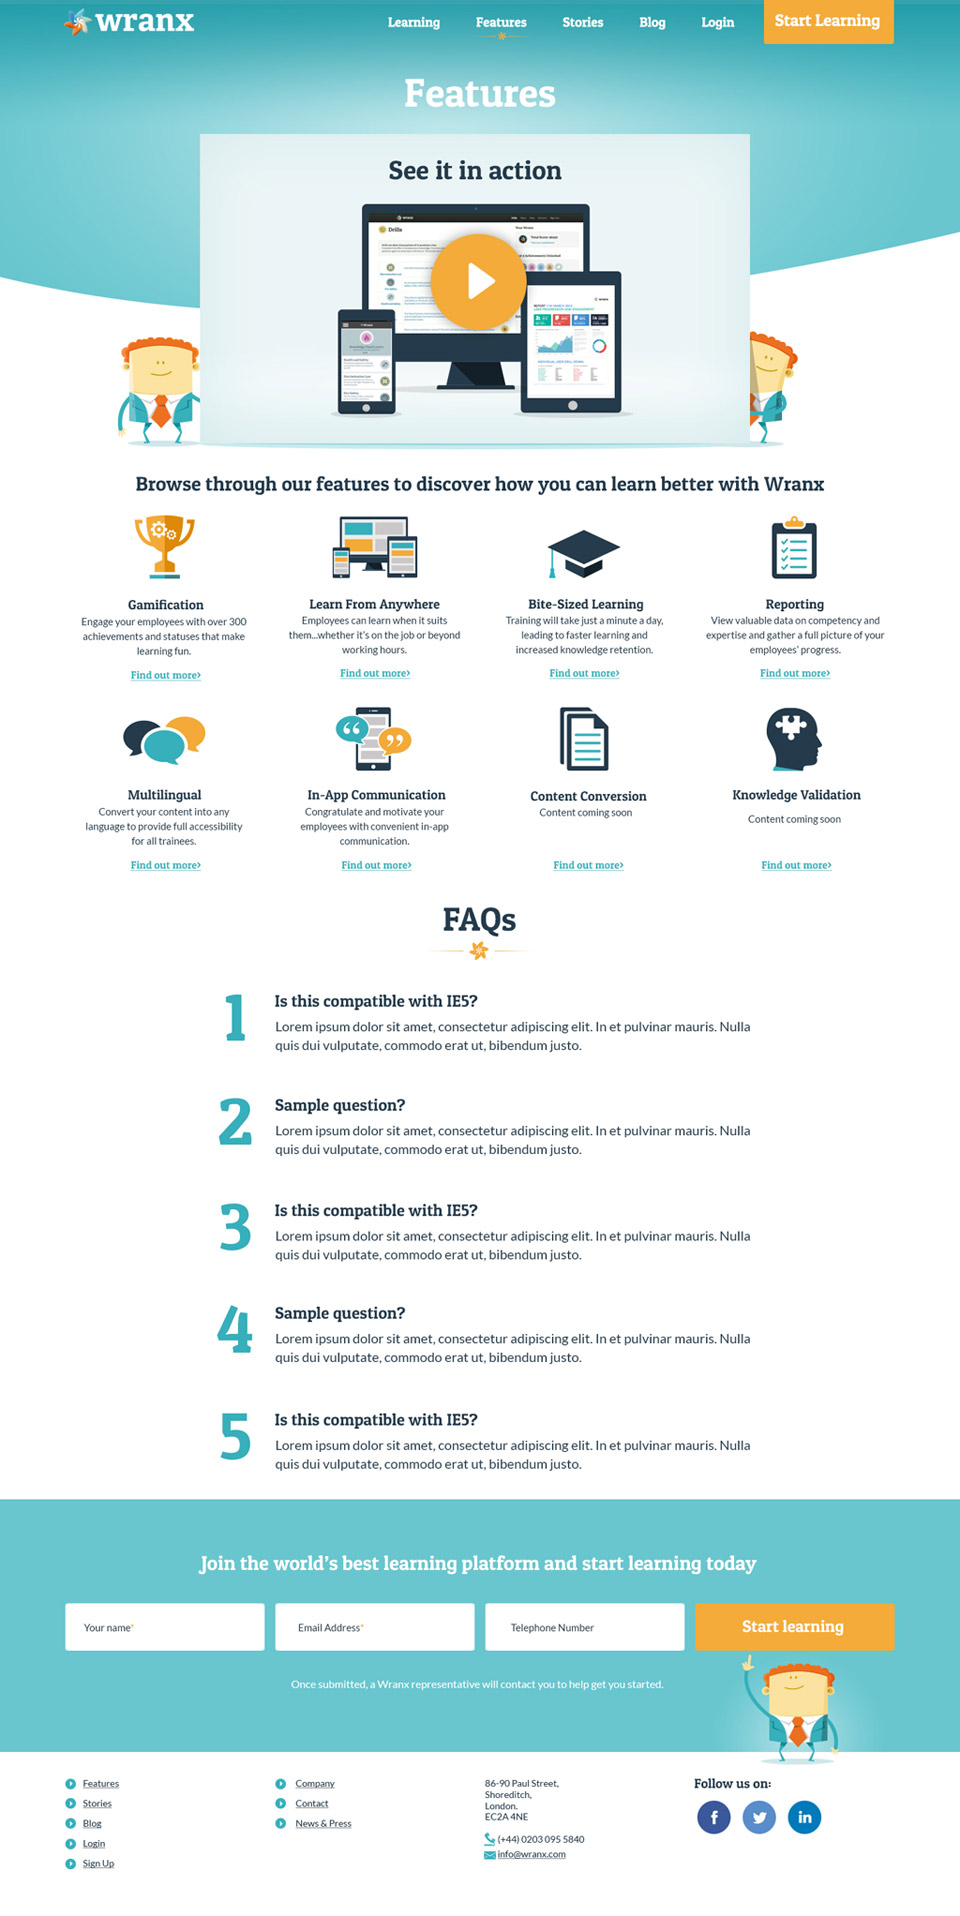 wranx
Learning Features Stories Blog Login Start Learning
Features
See it in action
wranx
Drills
REPORT
wranx
Browse through our features to discover how you can learn better with Wranx
Gamification
Engage your employees with over 300
achievements and statuses that make
learning fun.
Find out more›
Learn From Anywhere
Employees can learn when it suits
them...whether it's on the job or beyond
working hours.
Find out more›
Bite-Sized Learning
Training will take just a minute a day,
leading to faster learning and
increased knowledge retention.
Find out more›
Reporting
View valuable data on competency and
expertise and gather a full picture of your
employees' progress.
Find out more›
Multilingual
Convert your content into any
language to provide full accessibility
for all trainees.
Find out more›
In-App Communication
Congratulate and motivate your
employees with convenient in-app
communication.
Find out more›
Content Conversion
Content coming soon
Find out more›
Knowledge Validation
Content coming soon
Find out more›
FAQs
1
Is this compatible with IE5?
Lorem ipsum dolor sit amet, consectetur adipiscing elit. In et pulvinar mauris. Nulla
quis dui vulputate, commodo erat ut, bibendum justo.
2
Sample question?
Lorem ipsum dolor sit amet, consectetur adipiscing elit. In et pulvinar mauris. Nulla
quis dui vulputate, commodo erat ut, bibendum justo.
3
Is this compatible with IE5?
Lorem ipsum dolor sit amet, consectetur adipiscing elit. In et pulvinar mauris. Nulla
quis dui vulputate, commodo erat ut, bibendum justo.
4
Sample question?
Lorem ipsum dolor sit amet, consectetur adipiscing elit. In et pulvinar mauris. Nulla
quis dui vulputate, commodo erat ut, bibendum justo.
5
Is this compatible with IE5?
Lorem ipsum dolor sit amet, consectetur adipiscing elit. In et pulvinar mauris. Nulla
quis dui vulputate, commodo erat ut, bibendum justo.
Join the world's best learning platform and start learning today
Your name* Email Address* Telephone Number Start learning
Once submitted, a Wranx representative will contact you to help get you started.
Features
Stories
Blog
Login
Sign Up
Company
Contact
News & Press
86-90 Paul Street,
Shoreditch,
London.
EC2A 4NE
(+44) 0203 095 5840
info@wranx.com
Follow us on:
f
in